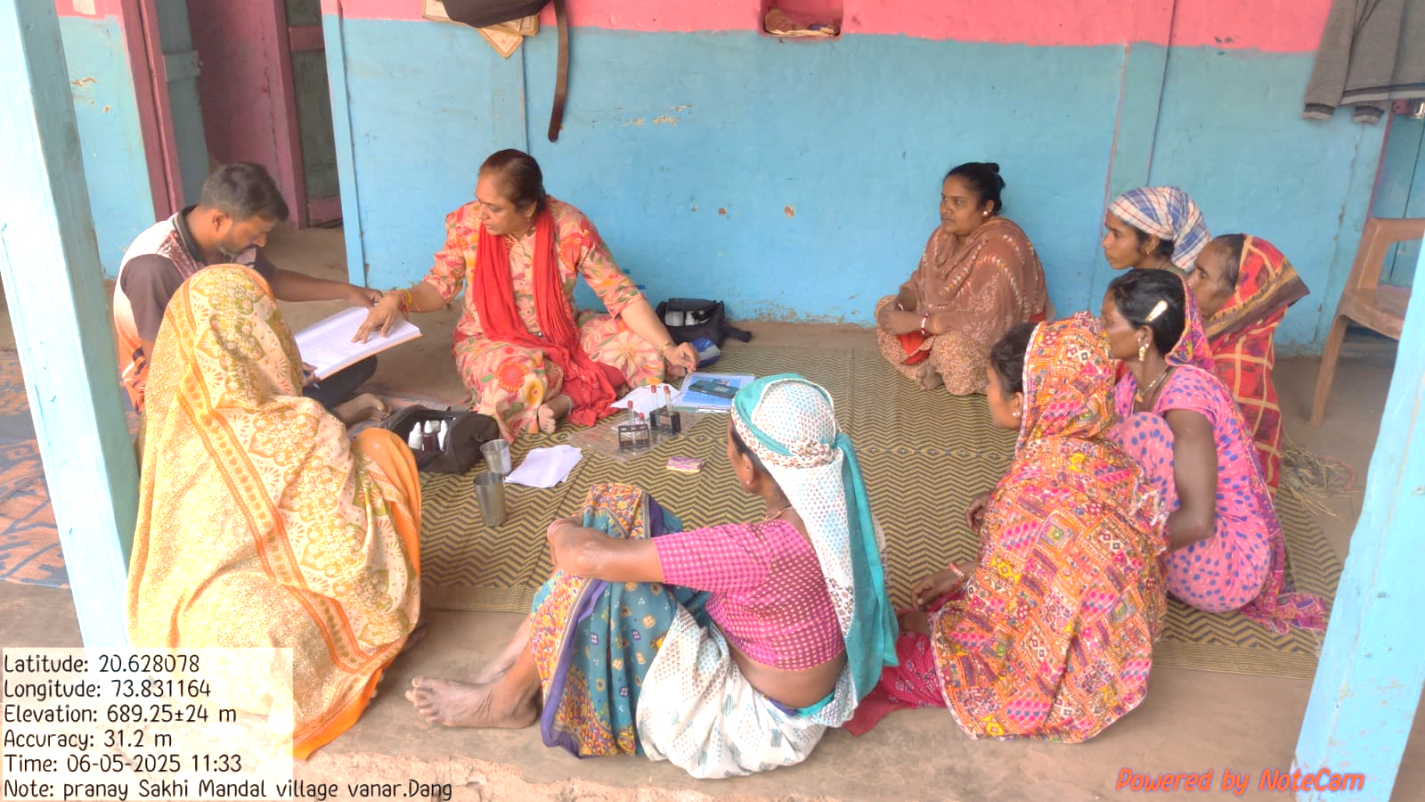 Latitude: 20.628078
Longitude: 73.831164
Elevation: 689.25±24 m
Accuracy: 31.2 m
Time: 06-05-2025 11:33
Note: pranay Sakhi Mandal village vanar.Dang
Powered by NoteCam